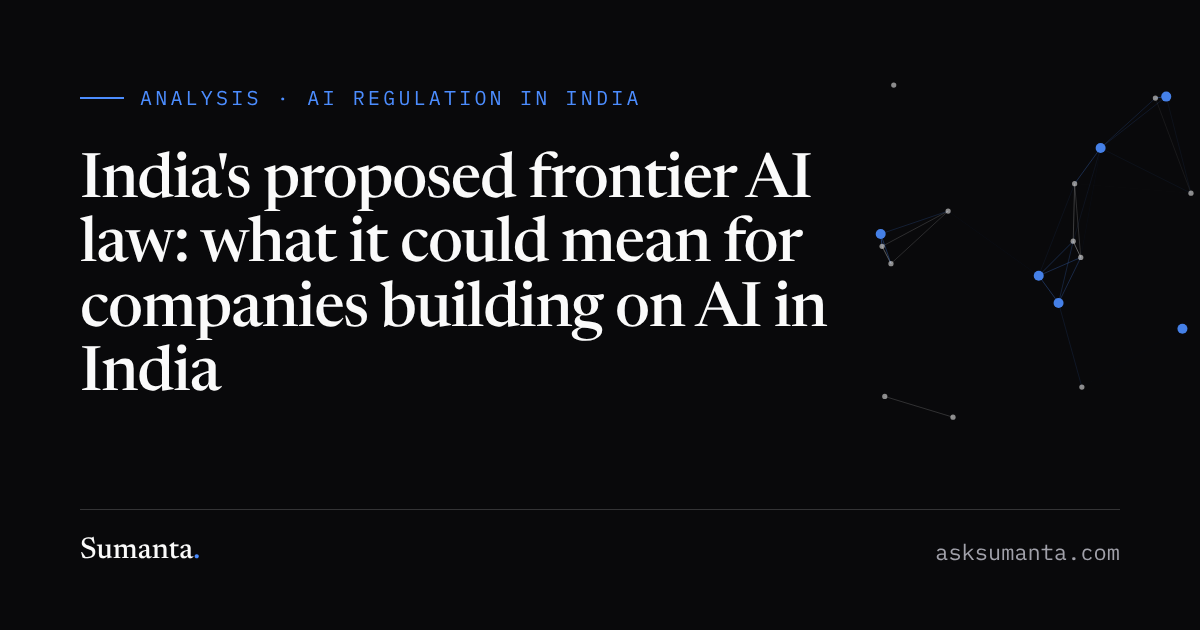 ANALYSIS · AI REGULATION IN INDIA
India's proposed frontier AI
law: what it could mean for
companies building on AI in
India
Sumanta.
asksumanta.com